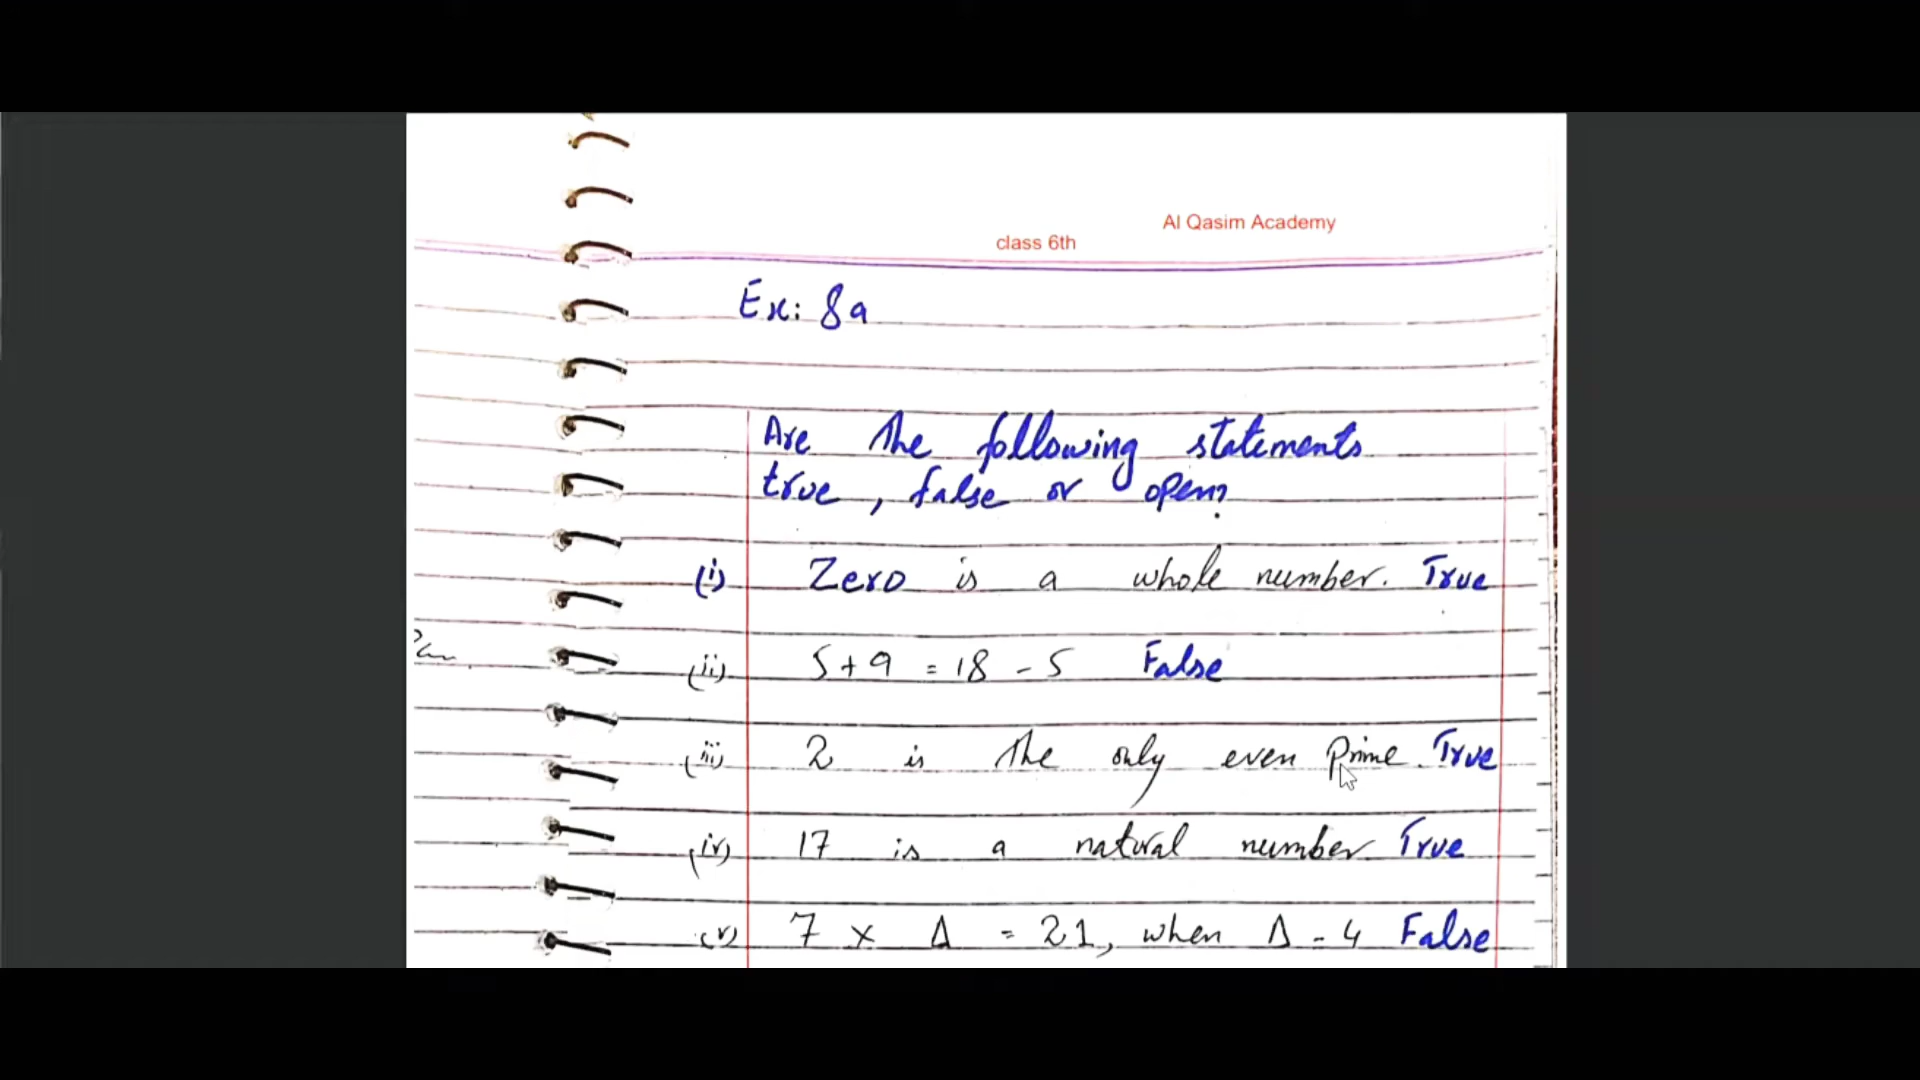 Al Qasim Academy
class 6th
Ex: 8a
Are the following statements
true, false or open?
(i) Zero is a whole number. True
(ii) 5 + 9 = 18 - 5 False
(iii) 2 is the only even prime. True
(iv) 17 is a natural number. True
(v) 7 x Δ = 21, when Δ = 4 False